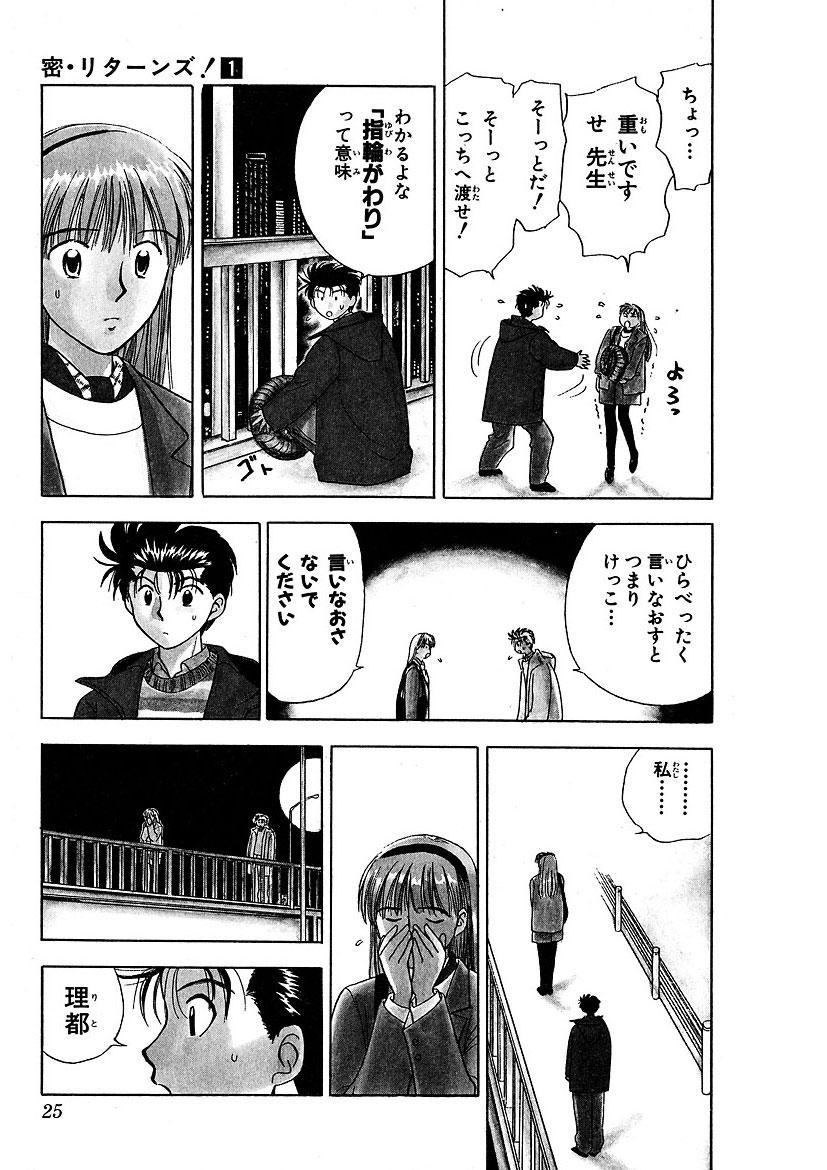 密・リターンズ！1
ちょっ…
重いです
せ 先生
そーっとだ！
そーっと
こっちへ渡せ！
よろっ
わかるよな
「指輪がわり」
って意味
ゴト
ひらべったく
言いなおすと
つまり
けっこ…
言いなおさ
ないで
ください
………
私……
理都
25